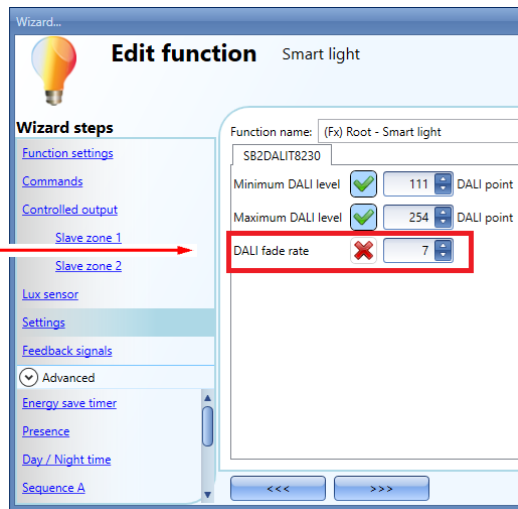 Wizard...
Edit function Smart light
Wizard steps
Function settings
Commands
Controlled output
Slave zone 1
Slave zone 2
Lux sensor
Settings
Feedback signals
Advanced
Energy save timer
Presence
Day / Night time
Sequence A
Function name: (Fx) Root - Smart light
SB2DALIT8230
Minimum DALI level 111 DALI point
Maximum DALI level 254 DALI point
DALI fade rate 7
<<< >>>